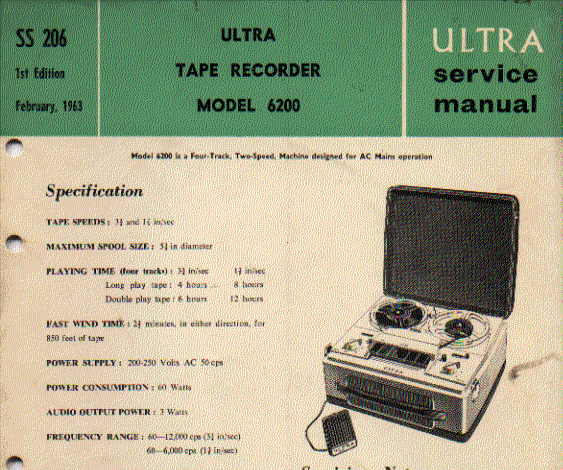 SS 206
1st Edition
February, 1963
ULTRA
TAPE RECORDER
MODEL 6200
ULTRA
service
manual
Model 6200 is a Four-Track, Two-Speed, Machine designed for AC Mains operation
Specification
TAPE SPEEDS : 3¾ and 1⅞ in/sec
MAXIMUM SPOOL SIZE : 5¾ in diameter
PLAYING TIME (four tracks) : 3¾ in/sec 1⅞ in/sec
Long play tape : 4 hours 8 hours
Double play tape : 6 hours 12 hours
FAST WIND TIME : 2½ minutes, in either direction, for
850 feet of tape
POWER SUPPLY : 200-250 Volts AC 50 cps
POWER CONSUMPTION : 60 Watts
AUDIO OUTPUT POWER : 3 Watts
FREQUENCY RANGE : 60—12,000 cps (3¾ in/sec)
60—6,000 cps (1⅞ in/sec)
ULTRA